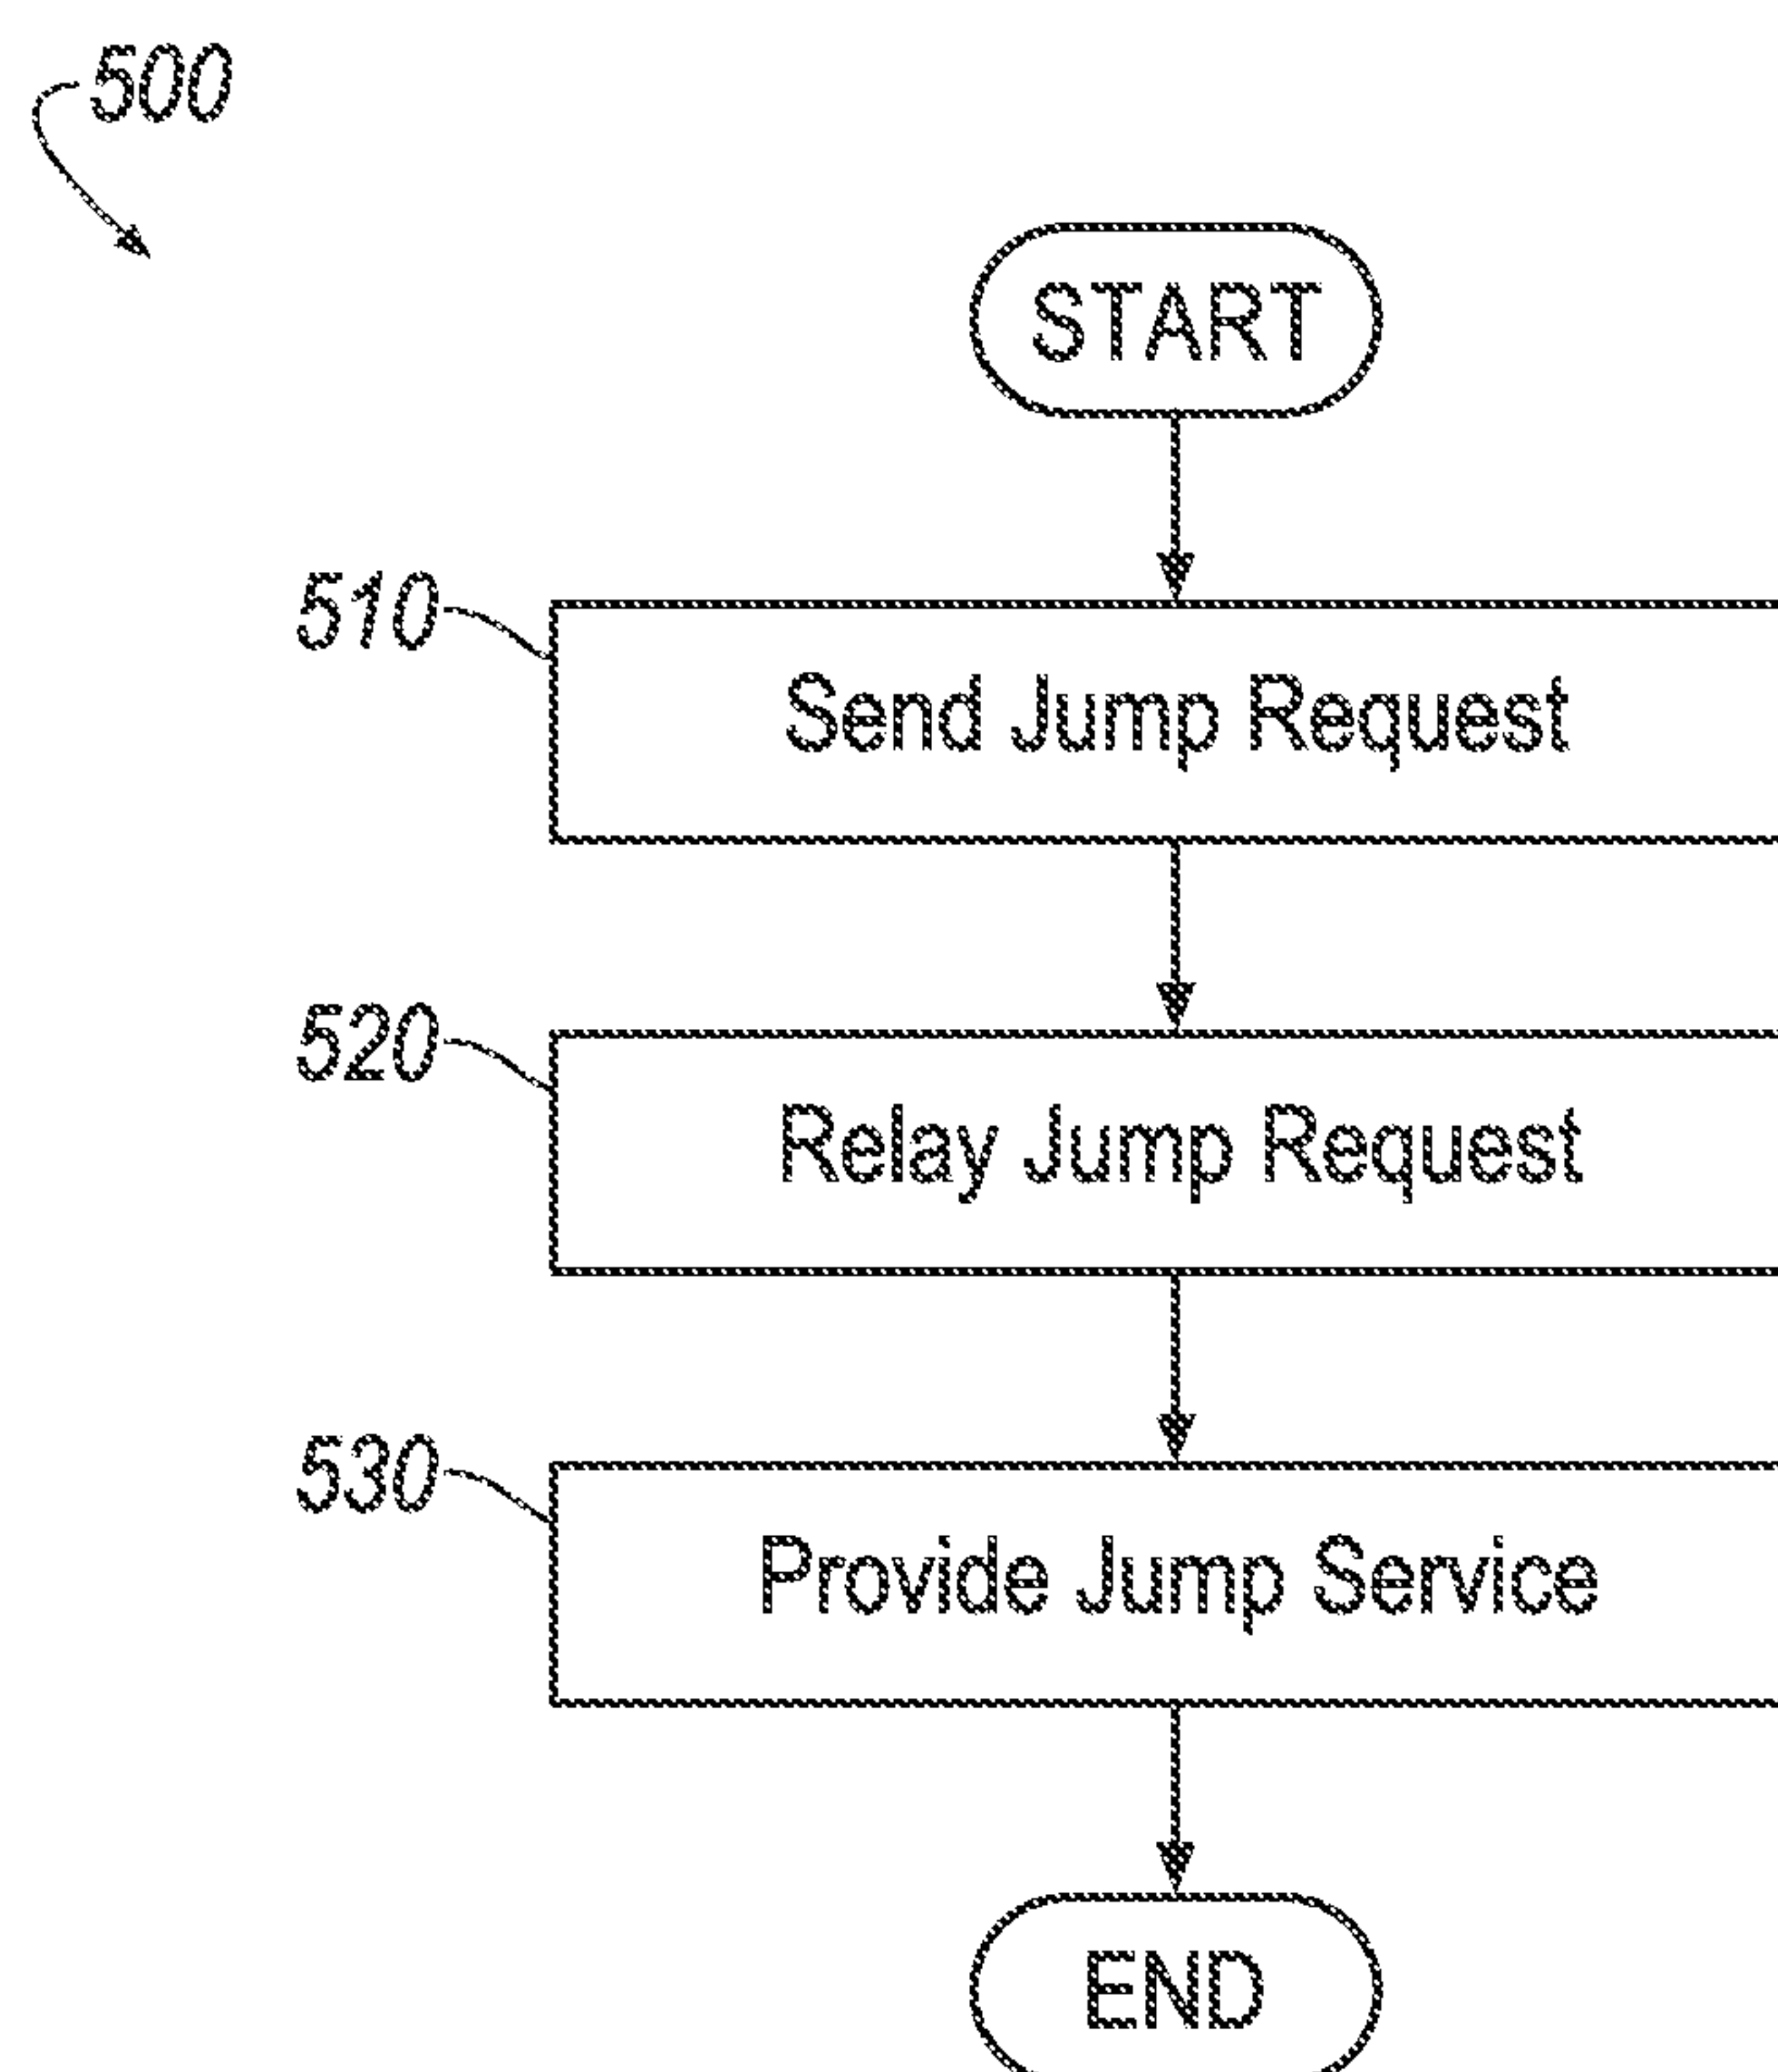 500
START
510
Send Jump Request
520
Relay Jump Request
530
Provide Jump Service
END